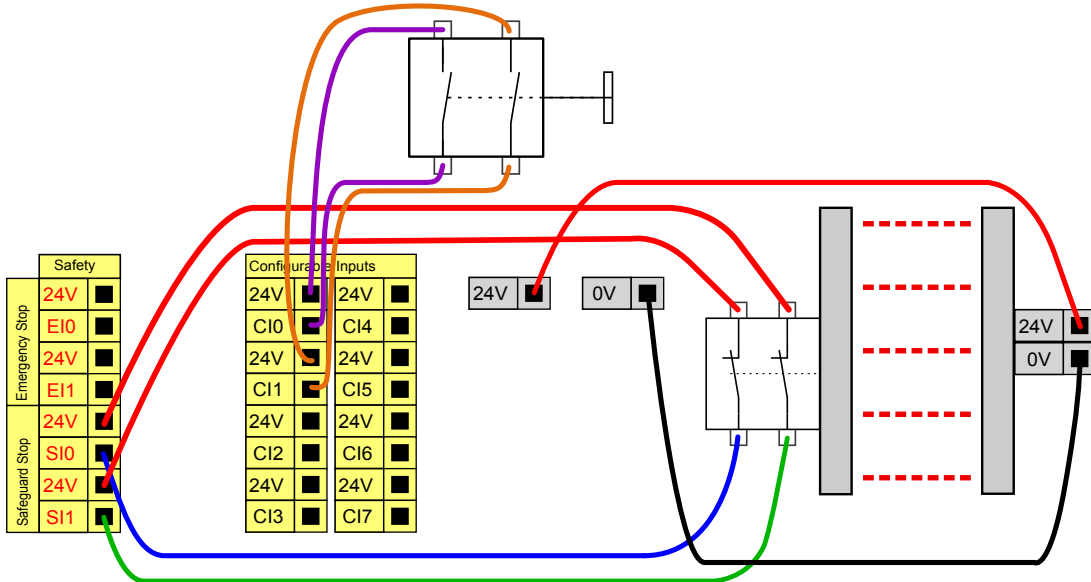 Safety
Emergency Stop
24V
EI0
24V
EI1
Safeguard Stop
24V
SI0
24V
SI1
Configurable Inputs
24V 24V
CI0 CI4
24V 24V
CI1 CI5
24V 24V
CI2 CI6
24V 24V
CI3 CI7
24V
0V
24V
0V